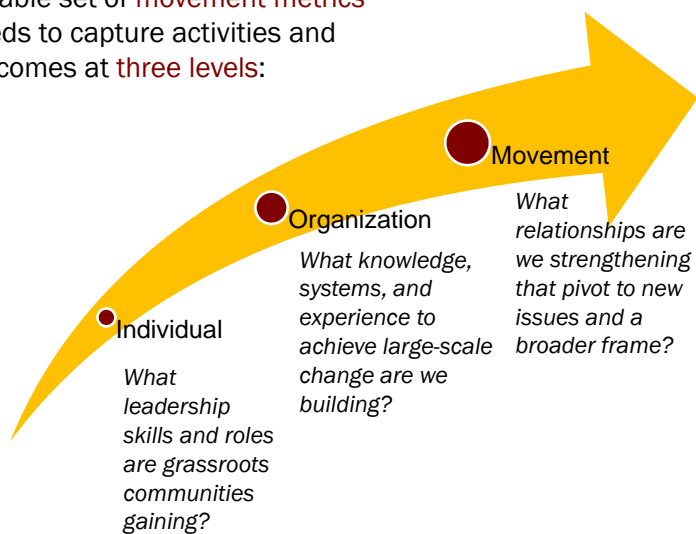 able set of movement metrics
eds to capture activities and
comes at three levels:
Individual
What
leadership
skills and roles
are grassroots
communities
gaining?
Organization
What knowledge,
systems, and
experience to
achieve large-scale
change are we
building?
Movement
What
relationships are
we strengthening
that pivot to new
issues and a
broader frame?